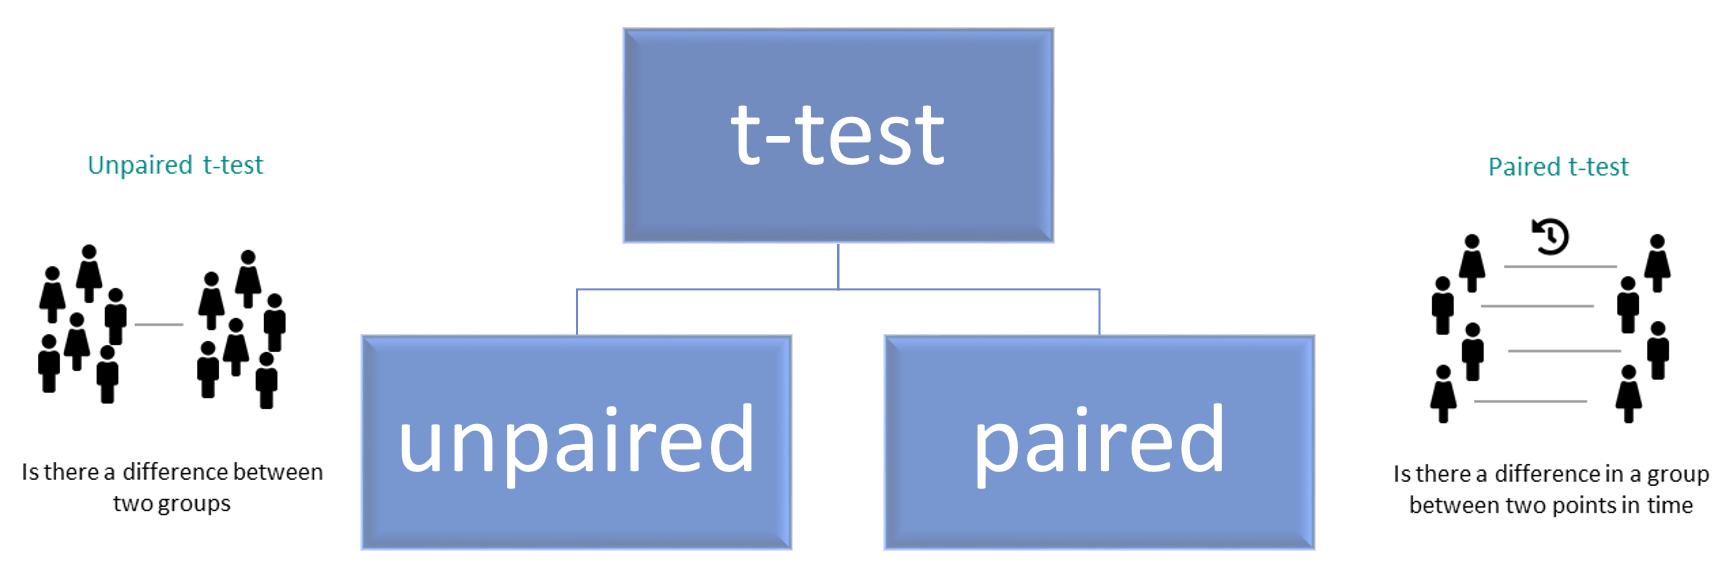 t-test
Unpaired t-test
Paired t-test
unpaired
paired
Is there a difference between
two groups
Is there a difference in a group
between two points in time